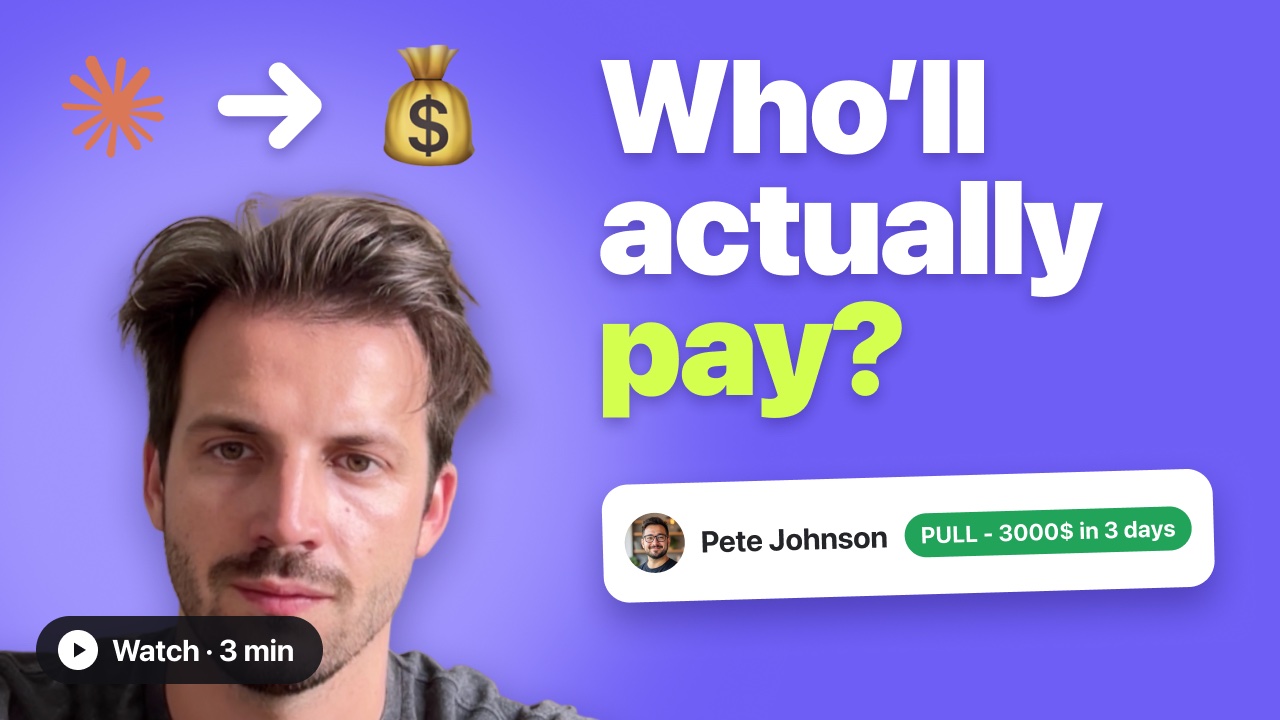 $
Who’ll
actually
pay?
Pete Johnson
PULL - 3000$ in 3 days
Watch · 3 min